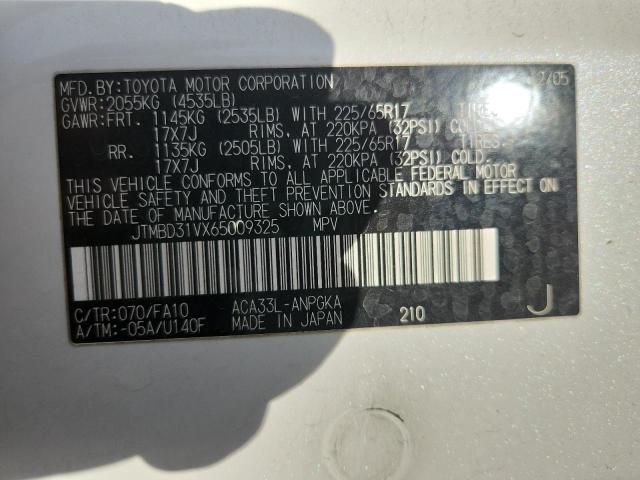 MFD.BY:TOYOTA MOTOR CORPORATION /05
GVWR:2055KG (4535LB)
GAWR:FRT. 1145KG (2535LB) WITH 225/65R17
17X7J RIMS, AT 220KPA (32PSI) COLD.
RR. 1135KG (2505LB) WITH 225/65R17 TIRES,
17X7J RIMS, AT 220KPA (32PSI) COLD.
THIS VEHICLE CONFORMS TO ALL APPLICABLE FEDERAL MOTOR
VEHICLE SAFETY AND THEFT PREVENTION STANDARDS IN EFFECT ON
THE DATE OF MANUFACTURE SHOWN ABOVE.
JTMBD31VX65009325 MPV
C/TR:070/FA10 ACA33L-ANPGKA
A/TM:-05A/U140F MADE IN JAPAN 210 J